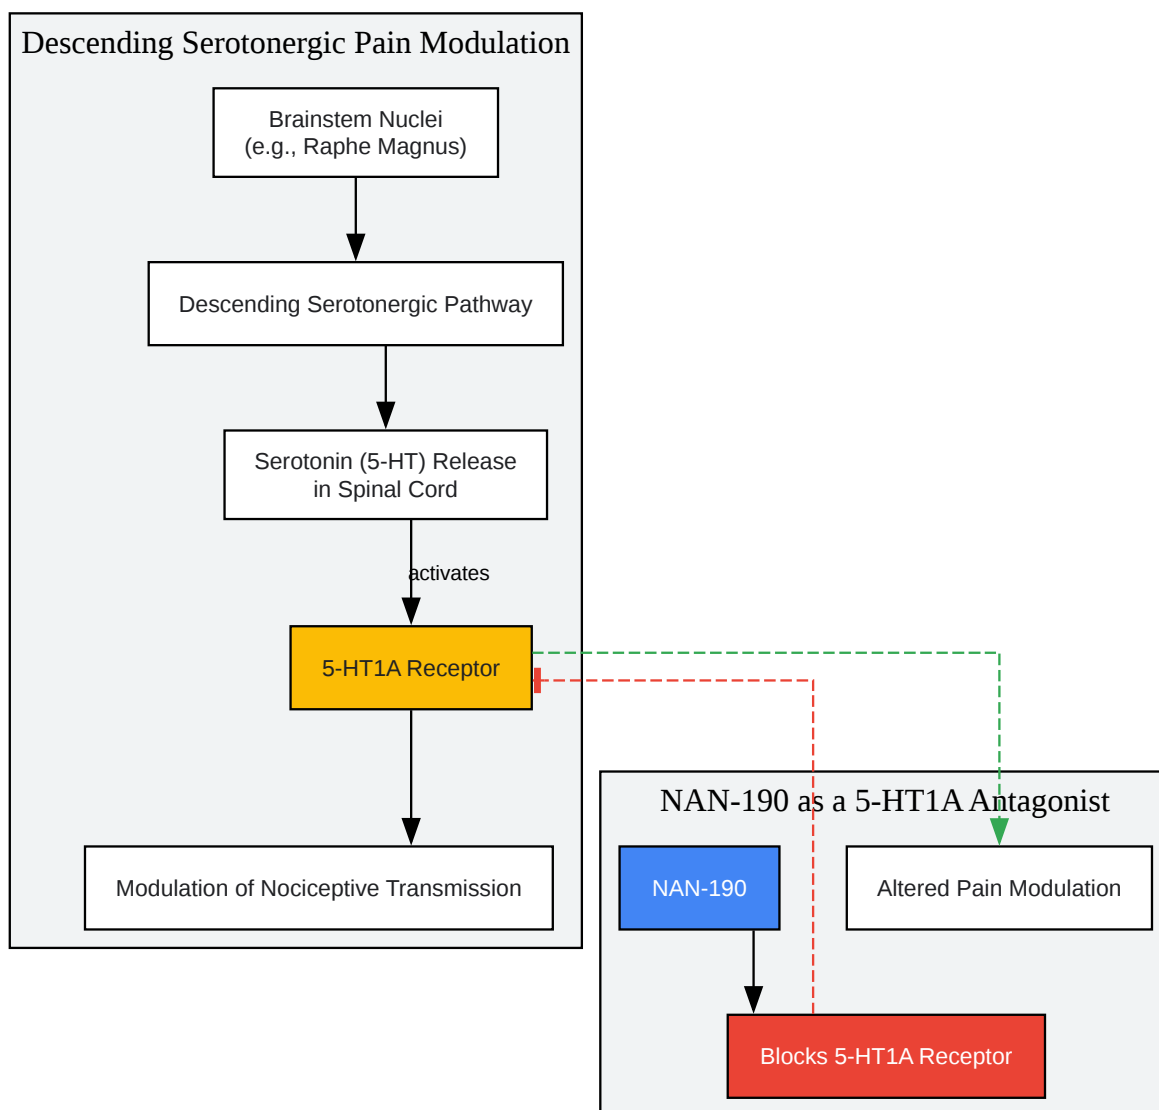 Descending Serotonergic Pain Modulation
Brainstem Nuclei
(e.g., Raphe Magnus)
Descending Serotonergic Pathway
Serotonin (5-HT) Release
in Spinal Cord
activates
5-HT1A Receptor
Modulation of Nociceptive Transmission
NAN-190 as a 5-HT1A Antagonist
NAN-190
Altered Pain Modulation
Blocks 5-HT1A Receptor